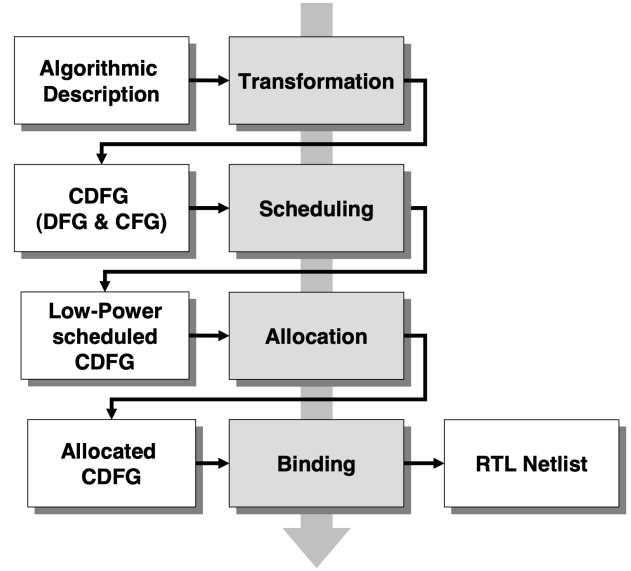 Algorithmic
Description
Transformation
CDFG
(DFG & CFG)
Scheduling
Low-Power
scheduled
CDFG
Allocation
Allocated
CDFG
Binding
RTL Netlist